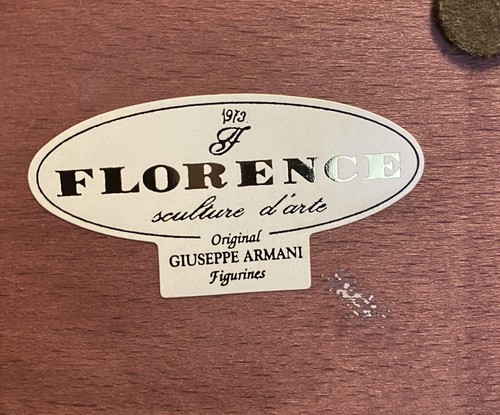 1973
F
FLORENCE
sculture d'arte
Original
GIUSEPPE ARMANI
Figurines